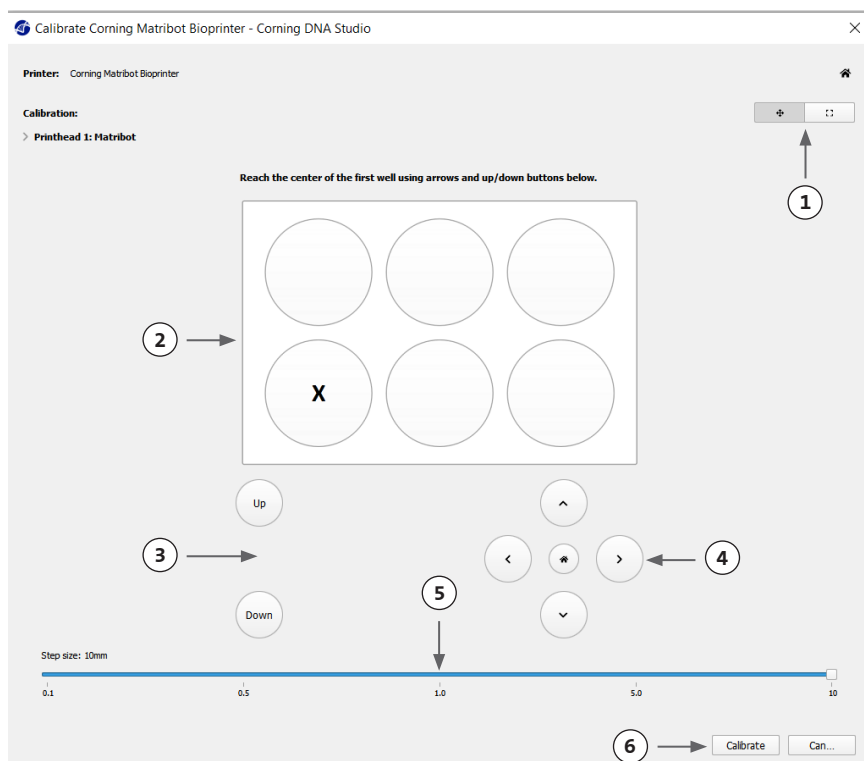 Calibrate Corning Matribot Bioprinter - Corning DNA Studio
Printer: Corning Matribot Bioprinter
Calibration:
Printhead 1: Matribot
1
Reach the center of the first well using arrows and up/down buttons below.
2
X
Up
3
4
5
Down
Step size: 10mm
0.1 0.5 1.0 5.0 10
6
Calibrate Can...